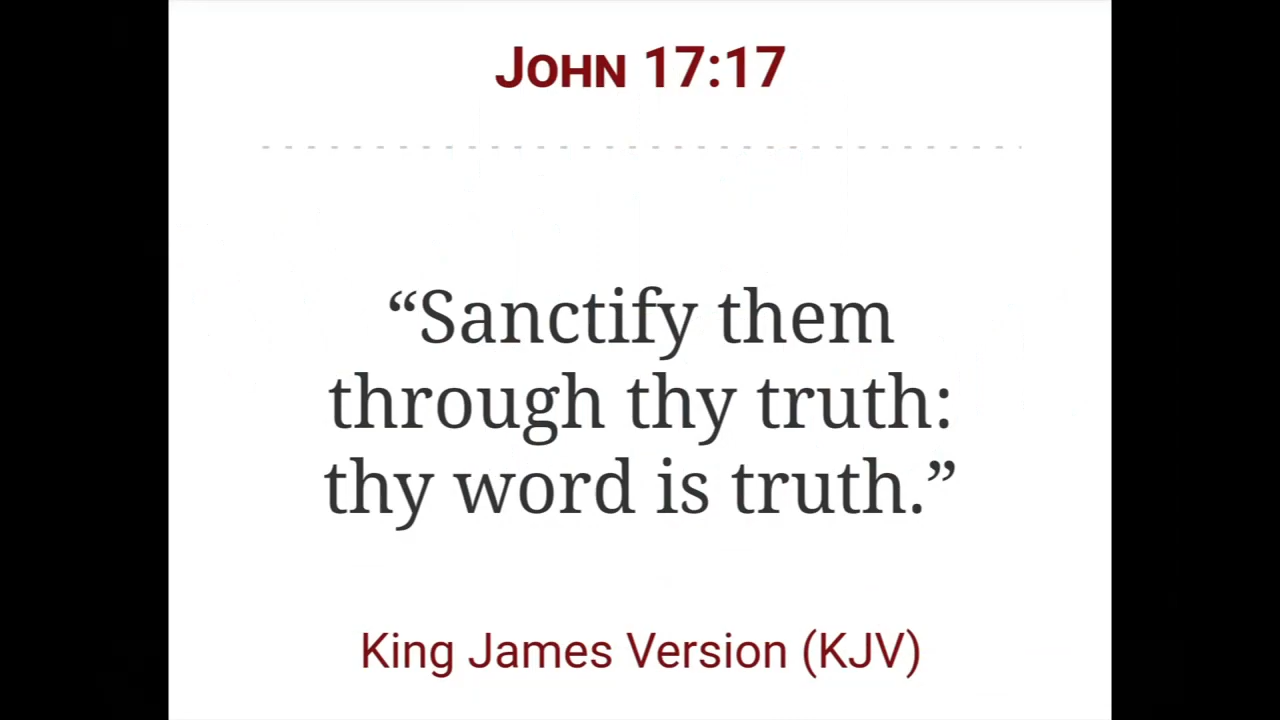 John 17:17
“Sanctify them
through thy truth:
thy word is truth.”
King James Version (KJV)